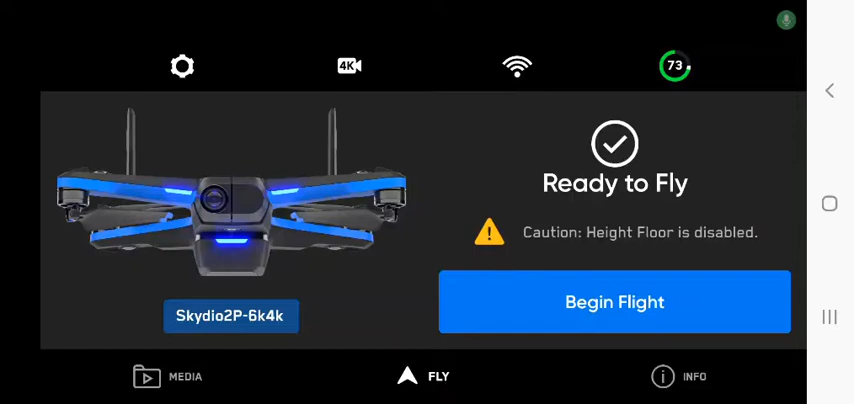 4K
73
Ready to Fly
Caution: Height Floor is disabled.
Begin Flight
Skydio2P-6k4k
MEDIA
FLY
INFO